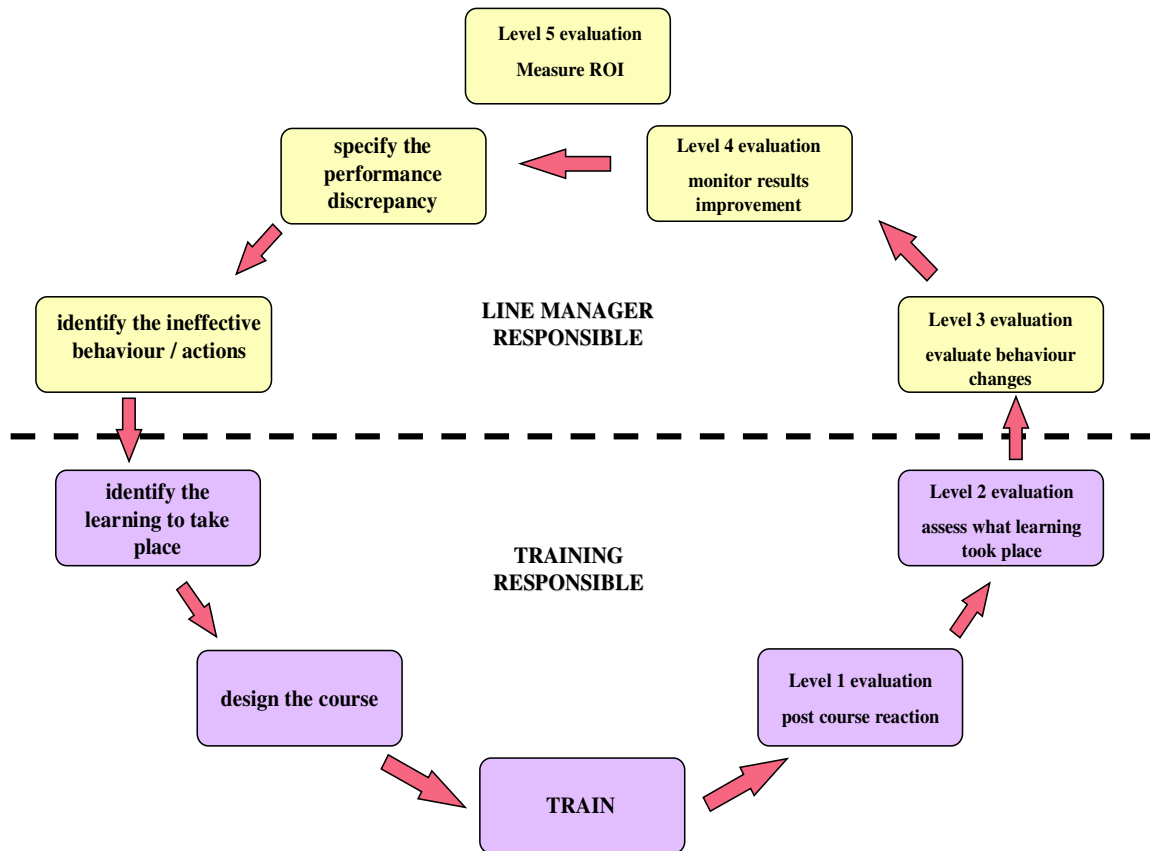 Level 5 evaluation
Measure ROI
specify the
performance
discrepancy
Level 4 evaluation
monitor results
improvement
identify the ineffective
behaviour / actions
LINE MANAGER
RESPONSIBLE
Level 3 evaluation
evaluate behaviour
changes
identify the
learning to take
place
TRAINING
RESPONSIBLE
Level 2 evaluation
assess what learning
took place
design the course
Level 1 evaluation
post course reaction
TRAIN